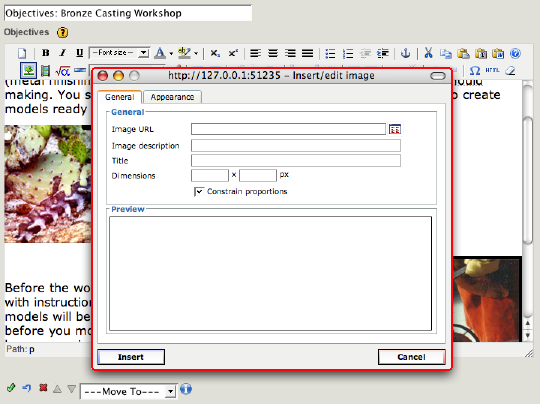 Objectives: Bronze Casting Workshop
Objectives ?
B I U -- Font size -- A ab x₂ x²
Ω HTML
http://127.0.0.1:51235 – Insert/edit image
General Appearance
General
Image URL
Image description
Title
Dimensions x px
Constrain proportions
Preview
Insert Cancel
(metal finishing
making. You s
o create
models ready
Before the wo
with instruction
models will be
before you mo
Path: p
---Move To---